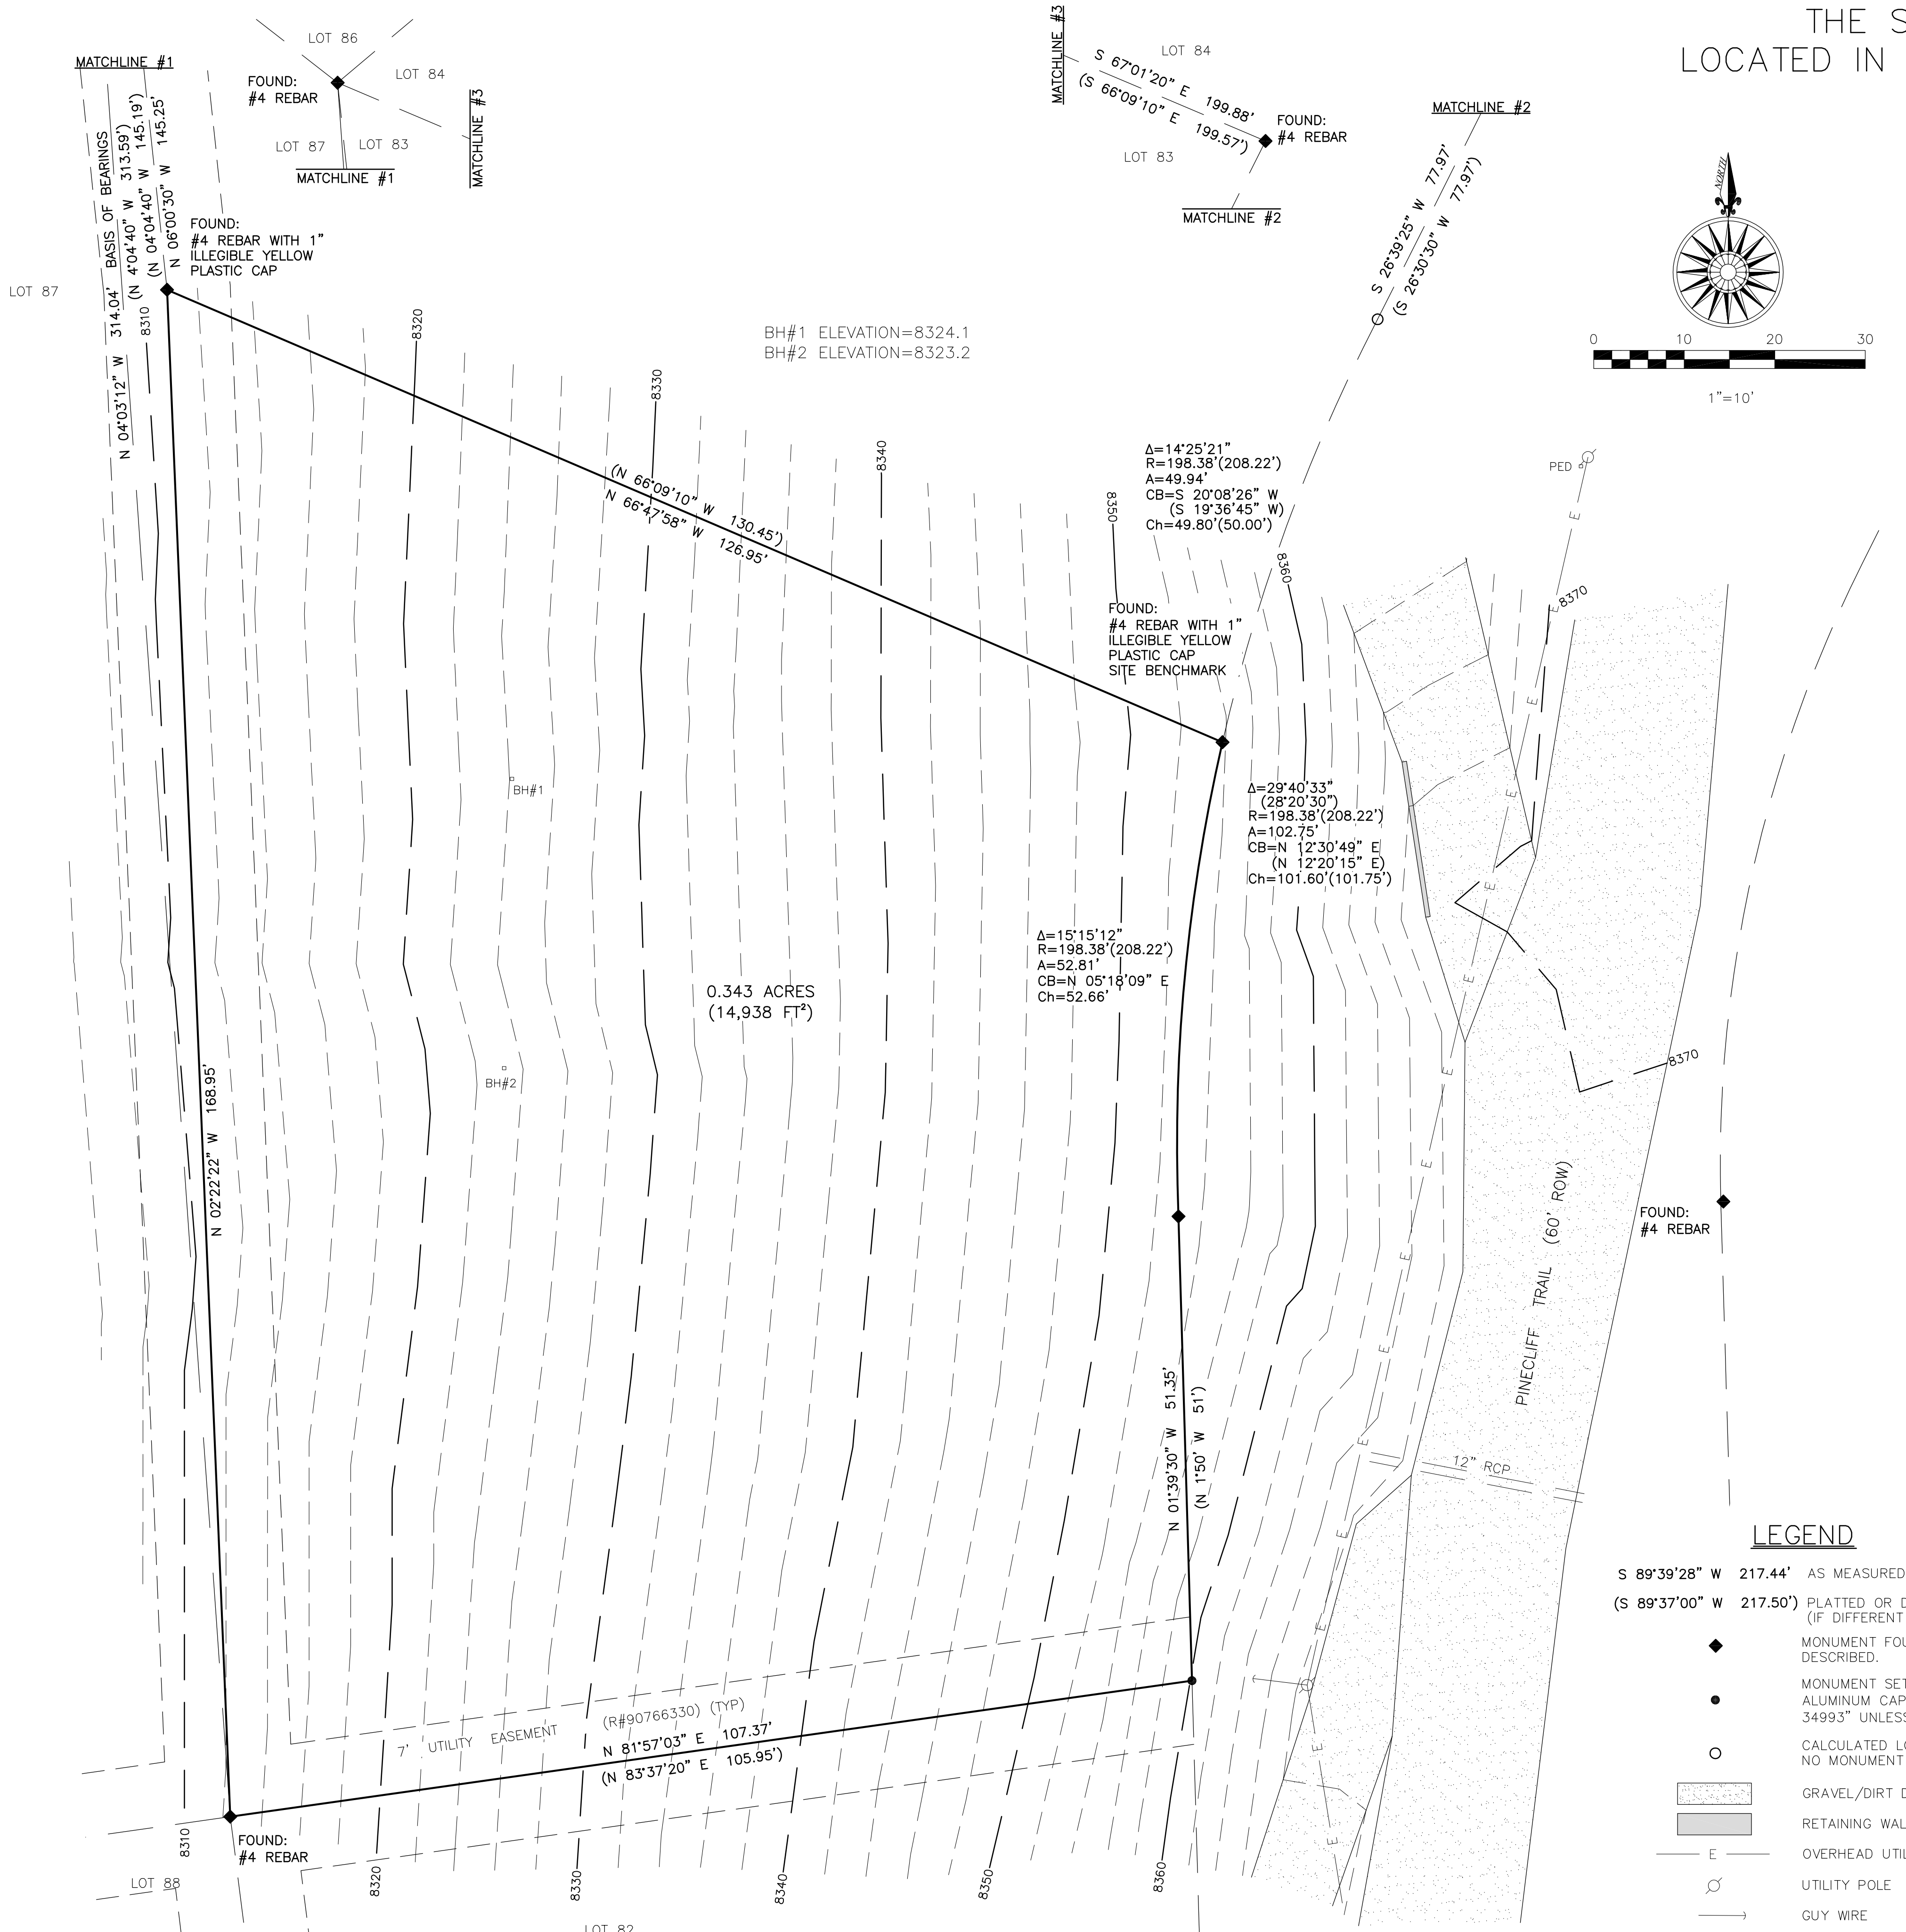 THE S
LOCATED IN
MATCHLINE #1
LOT 86
LOT 84
FOUND:
#4 REBAR
MATCHLINE #3
LOT 87
LOT 83
MATCHLINE #1
MATCHLINE #3
LOT 84
S 67°01'20" E 199.88'
(S 66°09'10" E 199.57')
FOUND:
#4 REBAR
LOT 83
MATCHLINE #2
MATCHLINE #2
S 26°39'25" W 77.97'
(S 26°30'30" W 77.97')
NORTH
0 10 20 30
1"=10'
N 04°03'12" W 314.04' BASIS OF BEARINGS
(N 4°04'40" W 313.59')
(N 04°04'40" W 145.19')
N 06°00'30" W 145.25'
FOUND:
#4 REBAR WITH 1"
ILLEGIBLE YELLOW
PLASTIC CAP
LOT 87
8310
8320
8330
8340
8350
8360
8370
BH#1 ELEVATION=8324.1
BH#2 ELEVATION=8323.2
(N 66°09'10" W 130.45')
N 66°47'58" W 126.95'
Δ=14°25'21"
R=198.38'(208.22')
A=49.94'
CB=S 20°08'26" W
(S 19°36'45" W)
Ch=49.80'(50.00')
PED
E
E
E
FOUND:
#4 REBAR WITH 1"
ILLEGIBLE YELLOW
PLASTIC CAP
SITE BENCHMARK
BH#1
Δ=29°40'33"
(28°20'30")
R=198.38'(208.22')
A=102.75'
CB=N 12°30'49" E
(N 12°20'15" E)
Ch=101.60'(101.75')
E
E
E
E
Δ=15°15'12"
R=198.38'(208.22')
A=52.81'
CB=N 05°18'09" E
Ch=52.66'
0.343 ACRES
(14,938 FT²)
BH#2
8370
E
E
E
E
N 02°22'22" W 168.95'
PINECLIFF TRAIL (60' ROW)
FOUND:
#4 REBAR
N 01°39'30" W 51.35'
(N 1°50' W 51')
E
E
E
12" RCP
E
E
E
E
7' UTILITY EASEMENT (R#90766330) (TYP)
N 81°57'03" E 107.37'
(N 83°37'20" E 105.95')
FOUND:
#4 REBAR
8310
8320
8330
8340
8350
8360
LOT 88
LOT 82
LEGEND
S 89°39'28" W 217.44' AS MEASURED
(S 89°37'00" W 217.50') PLATTED OR D
(IF DIFFERENT
MONUMENT FOU
DESCRIBED.
MONUMENT SET
ALUMINUM CAP
34993" UNLESS
CALCULATED LO
NO MONUMENT
GRAVEL/DIRT D
RETAINING WAL
E OVERHEAD UTIL
UTILITY POLE
GUY WIRE